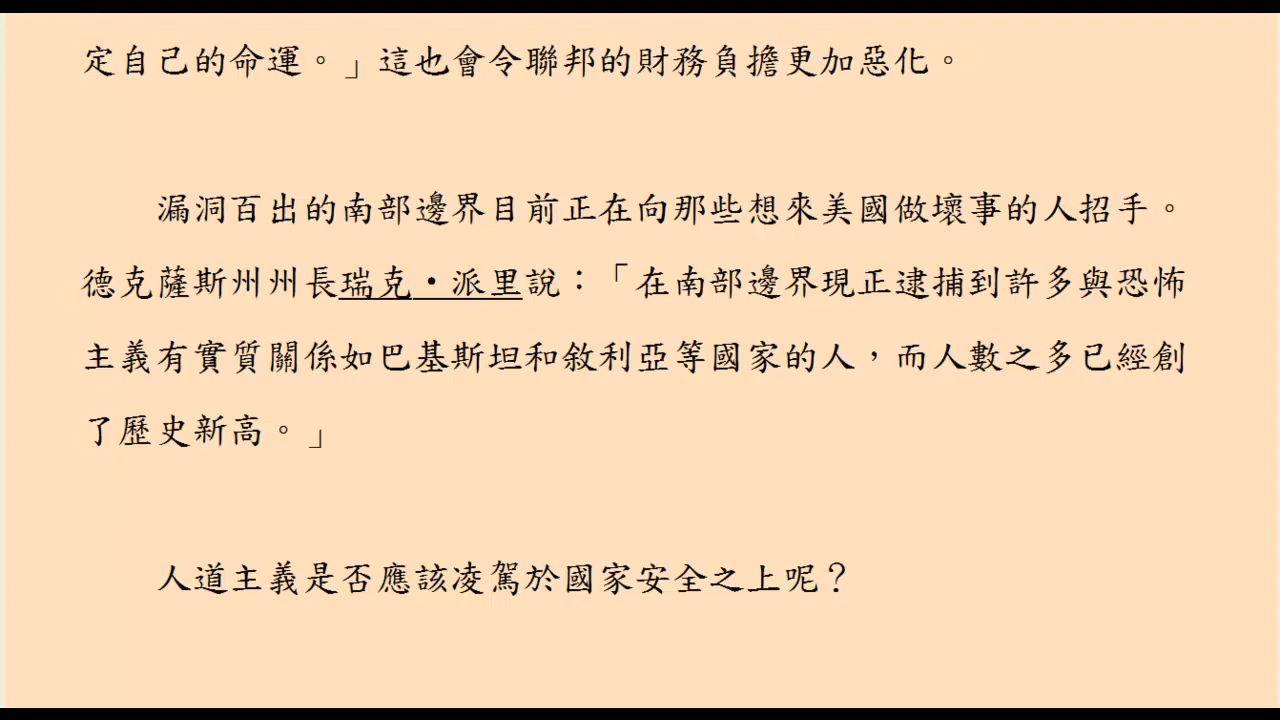 定自己的命運。」這也會令聯邦的財務負擔更加惡化。
漏洞百出的南部邊界目前正在向那些想來美國做壞事的人招手。
德克薩斯州州長瑞克·派里說：「在南部邊界現正逮捕到許多與恐怖
主義有實質關係如巴基斯坦和敘利亞等國家的人，而人數之多已經創
了歷史新高。」
人道主義是否應該凌駕於國家安全之上呢？